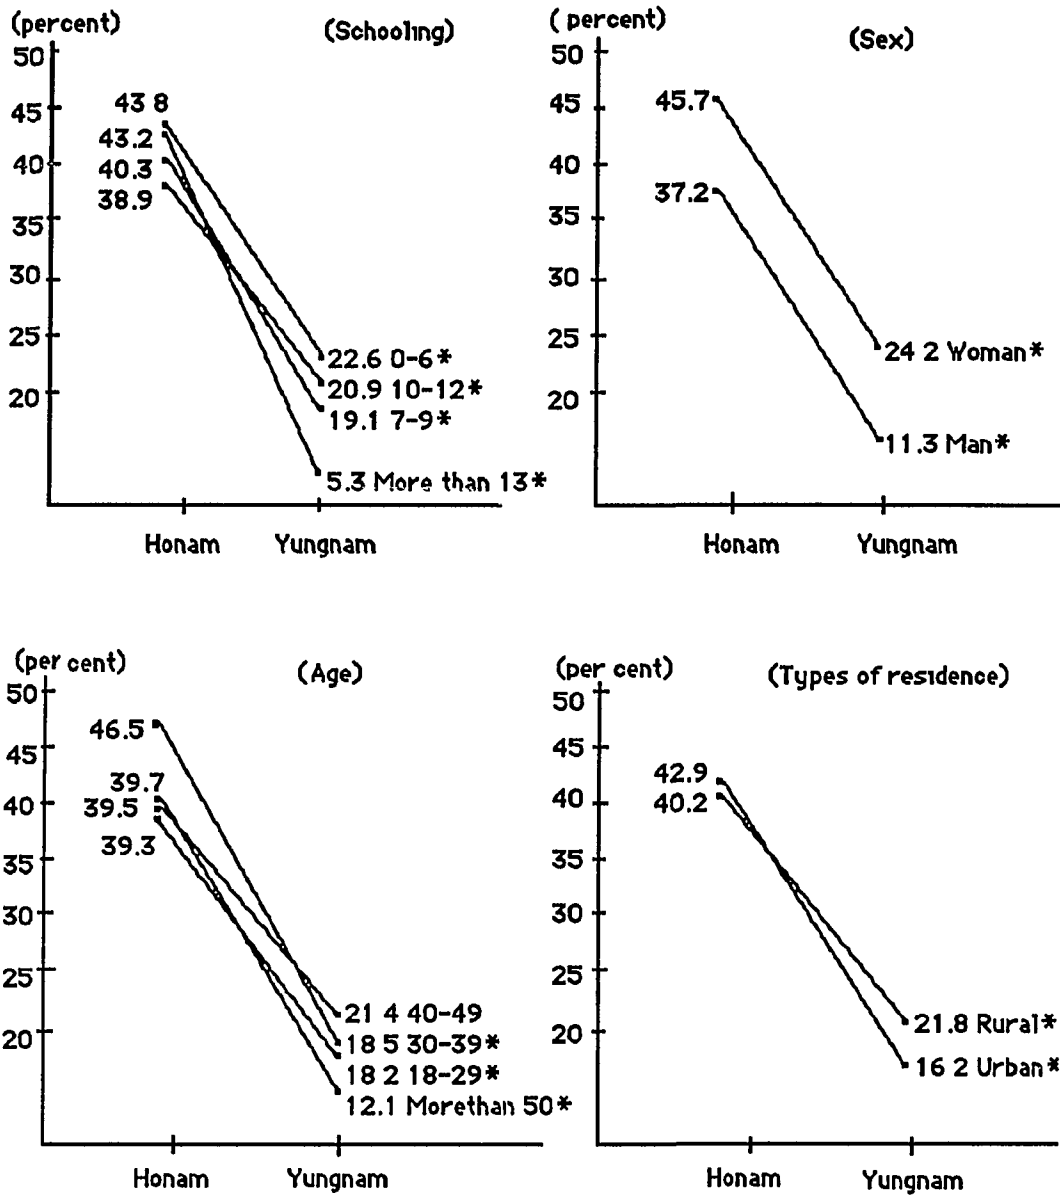 (percent)
(Schooling)
50
45
40
35
30
25
20
43 8
43.2
40.3
38.9
22.6 0-6*
20.9 10-12*
19.1 7-9*
5.3 More than 13*
Honam Yungnam
( percent)
(Sex)
50
45
40
35
30
25
20
45.7
37.2
24 2 Woman*
11.3 Man*
Honam Yungnam
(per cent)
(Age)
50
45
40
35
30
25
20
46.5
39.7
39.5
39.3
21 4 40-49
18 5 30-39*
18 2 18-29*
12.1 Morethan 50*
Honam Yungnam
(per cent)
(Types of residence)
50
45
40
35
30
25
20
42.9
40.2
21.8 Rural*
16 2 Urban*
Honam Yungnam